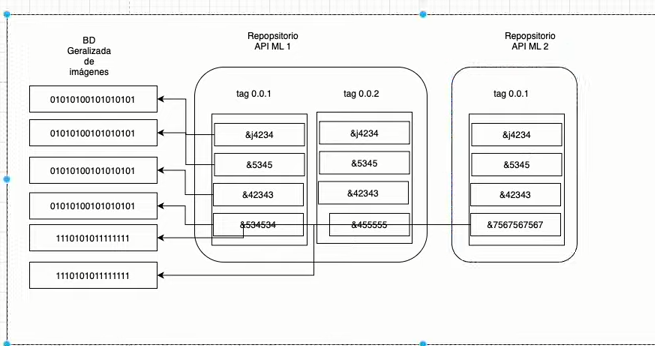 BD
Geralizada
de
imágenes
01010100101010101
01010100101010101
01010100101010101
01010100101010101
1110101011111111
1110101011111111
Repopsitorio
API ML 1
tag 0.0.1
&j4234
&5345
&42343
&534534
tag 0.0.2
&j4234
&5345
&42343
&455555
Repopsitorio
API ML 2
tag 0.0.1
&j4234
&5345
&42343
&7567567567